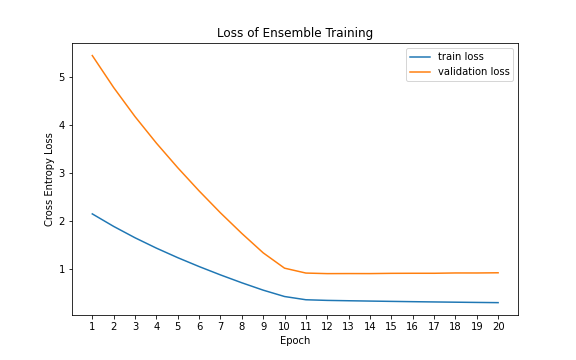 Loss of Ensemble Training
train loss
validation loss
Cross Entropy Loss
5
4
3
2
1
1 2 3 4 5 6 7 8 9 10 11 12 13 14 15 16 17 18 19 20
Epoch